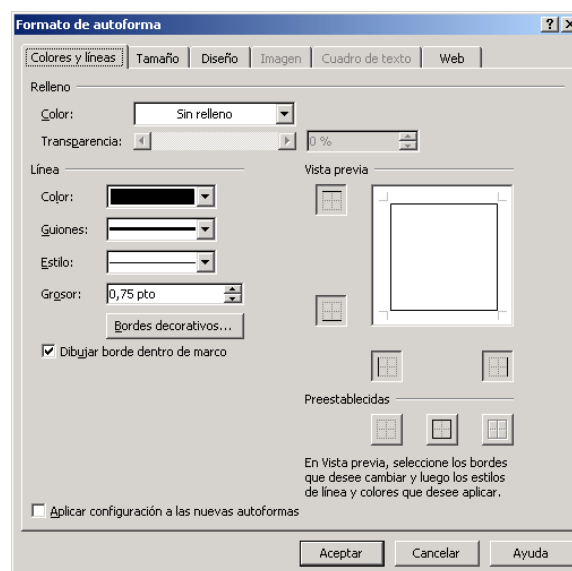 Formato de autoforma
Colores y líneas Tamaño Diseño Imagen Cuadro de texto Web
Relleno
Color: Sin relleno
Transparencia: 0 %
Línea Vista previa
Color:
Guiones:
Estilo:
Grosor: 0,75 pto
Bordes decorativos...
Dibujar borde dentro de marco
Preestablecidas
En Vista previa, seleccione los bordes
que desee cambiar y luego los estilos
de línea y colores que desee aplicar.
Aplicar configuración a las nuevas autoformas
Aceptar Cancelar Ayuda